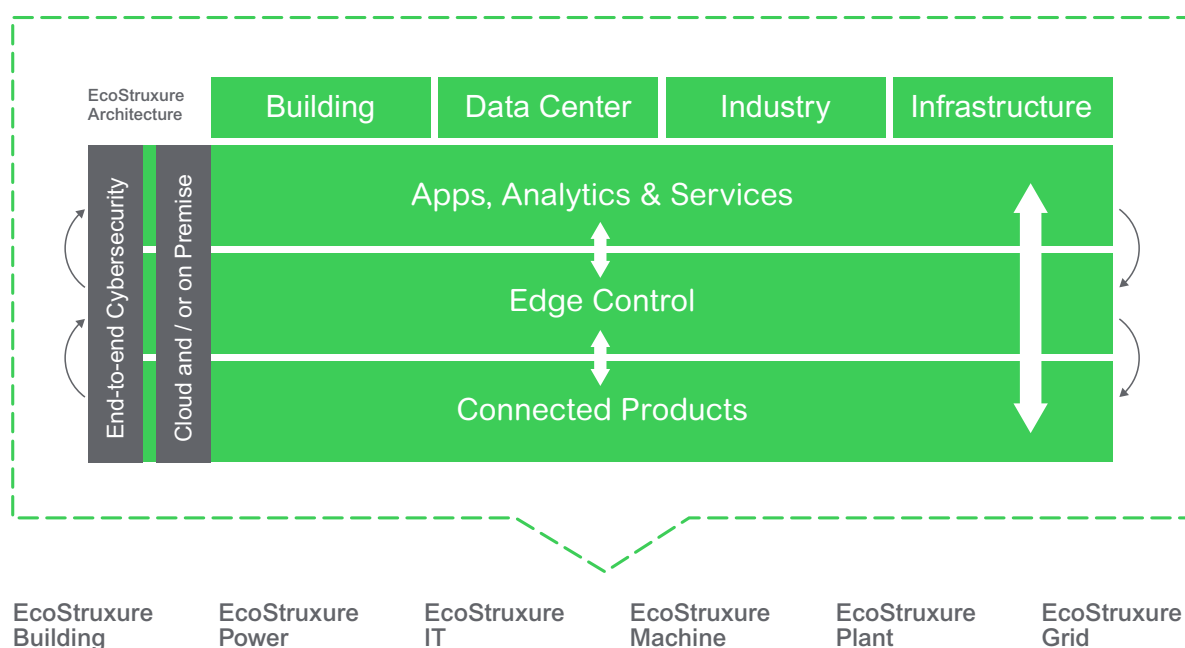 EcoStruxure
Architecture
Building
Data Center
Industry
Infrastructure
End-to-end Cybersecurity
Cloud and / or on Premise
Apps, Analytics & Services
Edge Control
Connected Products
EcoStruxure
Building
EcoStruxure
Power
EcoStruxure
IT
EcoStruxure
Machine
EcoStruxure
Plant
EcoStruxure
Grid